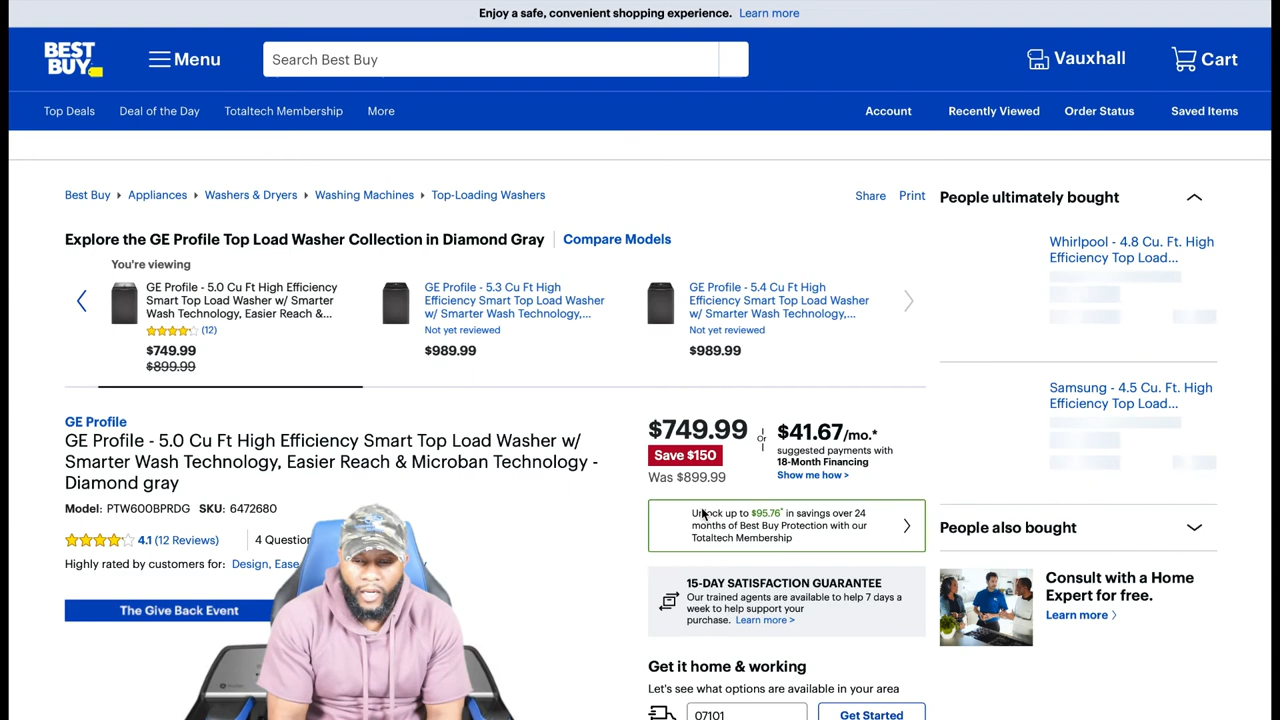 Enjoy a safe, convenient shopping experience. Learn more
BEST
BUY
Menu
Search Best Buy
Vauxhall
Cart
Top Deals
Deal of the Day
Totaltech Membership
More
Account
Recently Viewed
Order Status
Saved Items
Best Buy
Appliances
Washers & Dryers
Washing Machines
Top-Loading Washers
Share
Print
Explore the GE Profile Top Load Washer Collection in Diamond Gray
Compare Models
You're viewing
GE Profile - 5.0 Cu Ft High Efficiency
Smart Top Load Washer w/ Smarter
Wash Technology, Easier Reach &...
(12)
$749.99
$899.99
GE Profile - 5.3 Cu Ft High
Efficiency Smart Top Load Washer
w/ Smarter Wash Technology,...
Not yet reviewed
$989.99
GE Profile - 5.4 Cu Ft High
Efficiency Smart Top Load Washer
w/ Smarter Wash Technology,...
Not yet reviewed
$989.99
GE Profile
GE Profile - 5.0 Cu Ft High Efficiency Smart Top Load Washer w/
Smarter Wash Technology, Easier Reach & Microban Technology -
Diamond gray
Model: PTW600BPRDG SKU: 6472680
4.1 (12 Reviews)
4
Highly rated by customers for: Design,
The Give Back Event
$749.99
Save $150
Was $899.99
Or
$41.67/mo.*
suggested payments with
18-Month Financing
Show me how >
Unlock up to $95.76* in savings over 24
months of Best Buy Protection with our
Totaltech Membership
15-DAY SATISFACTION GUARANTEE
Our trained agents are available to help 7 days a
week to help support your
purchase. Learn more >
Get it home & working
Let's see what options are available in your area
07101
Get Started
People ultimately bought
Whirlpool - 4.8 Cu. Ft. High
Efficiency Top Load...
Samsung - 4.5 Cu. Ft. High
Efficiency Top Load...
People also bought
Consult with a Home
Expert for free.
Learn more >